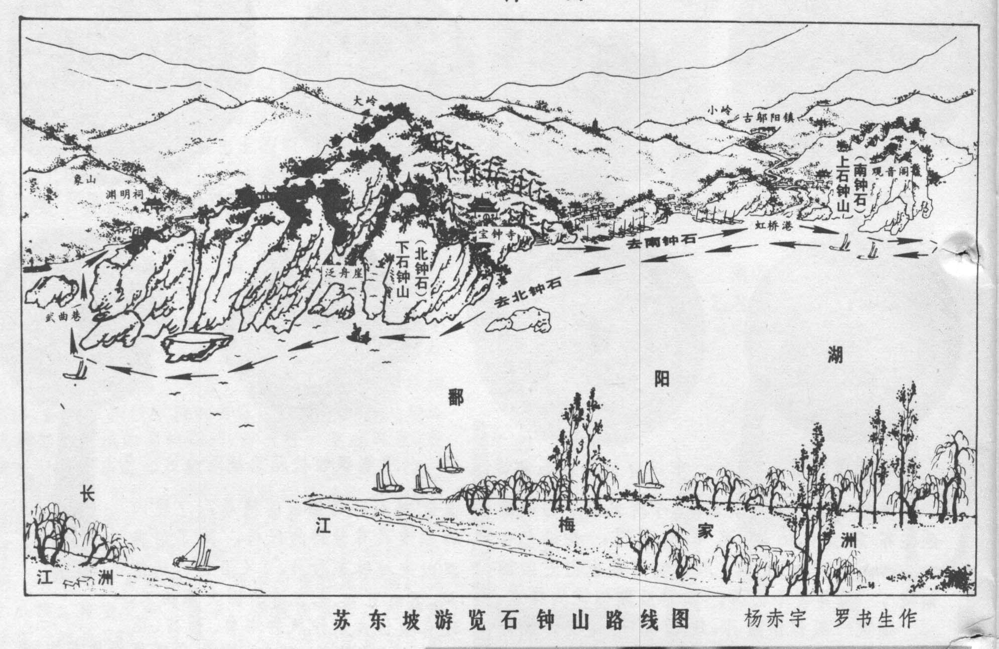 大岭
小岭
古邬阳镇
象山
渊明祠
上石钟山
（南钟石）
观音阁
宝钟寺
虹桥港
去南钟石
下石钟山
（北钟石）
泛舟崖
去北钟石
武曲巷
鄱阳湖
长江
梅家洲
江洲
苏东坡游览石钟山路线图 杨赤宇 罗书生作